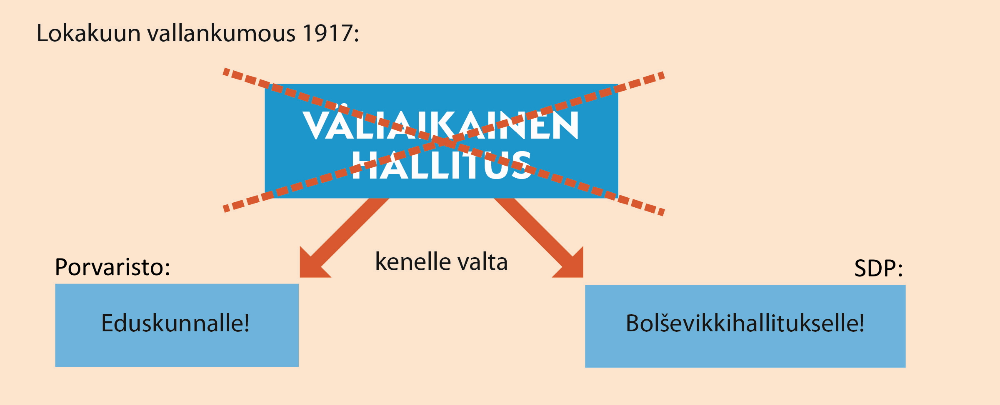 Lokakuun vallankumous 1917:
VÄLIAIKAINEN
HALLITUS
kenelle valta
Porvaristo:
Eduskunnalle!
SDP:
Bolševikkihallitukselle!